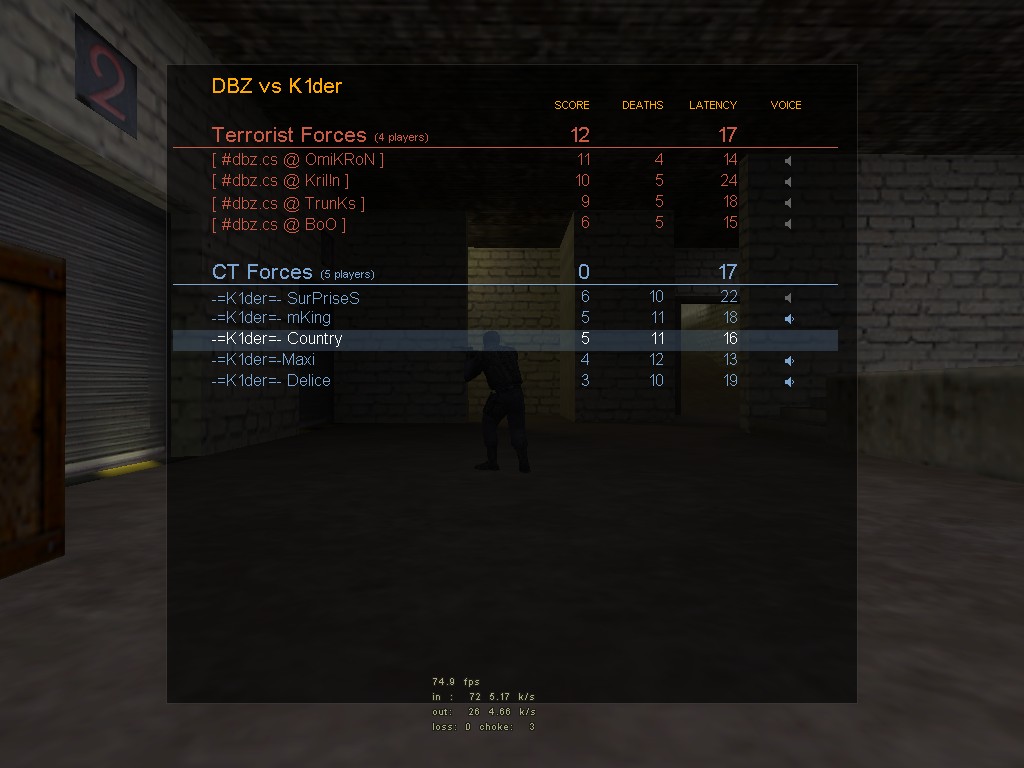 2
DBZ vs K1der
SCORE DEATHS LATENCY VOICE
Terrorist Forces (4 players) 12 17
[ #dbz.cs @ OmiKRoN ] 11 4 14
[ #dbz.cs @ Kril!n ] 10 5 24
[ #dbz.cs @ TrunKs ] 9 5 18
[ #dbz.cs @ BoO ] 6 5 15
CT Forces (5 players) 0 17
-=K1der=- SurPriseS 6 10 22
-=K1der=- mKing 5 11 18
-=K1der=- Country 5 11 16
-=K1der=-Maxi 4 12 13
-=K1der=- Delice 3 10 19
74.9 fps
in : 72 5.17 k/s
out: 26 4.66 k/s
loss: 0 choke: 3